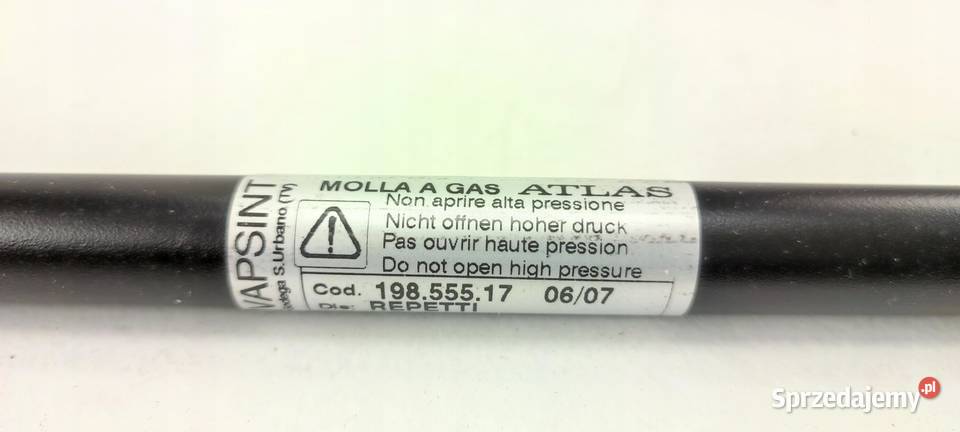 VAPSINT
S.Urbano (TV)
MOLLA A GAS ATLAS
Non aprire alta pressione
Nicht offnen hoher druck
Pas ouvrir haute pression
Do not open high pressure
Cod. 198.555.17 06/07
REPETTI
Sprzedajemy.pl